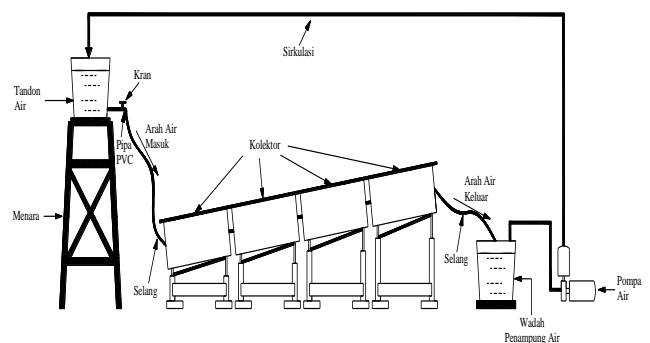 Sirkulasi
Kran
Tandon
Air
Arah Air
Masuk
Pipa
PVC
Kolektor
Arah Air
Keluar
Menara
Selang
Selang
Pompa
Air
Wadah
Penampung Air